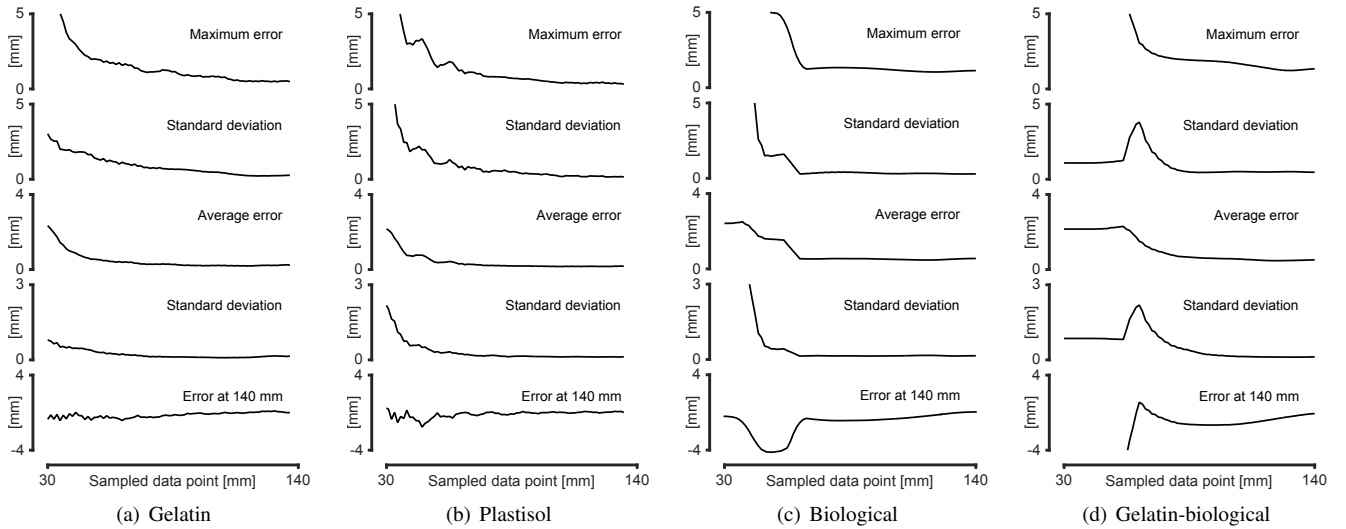 5
Maximum error
[mm]
0
5
Standard deviation
[mm]
0
4
Average error
[mm]
0
3
Standard deviation
[mm]
0
4
Error at 140 mm
[mm]
-4
30 140
Sampled data point [mm]
(a) Gelatin
5
Maximum error
[mm]
0
5
Standard deviation
[mm]
0
4
Average error
[mm]
0
3
Standard deviation
[mm]
0
4
Error at 140 mm
[mm]
-4
30 140
Sampled data point [mm]
(b) Plastisol
5
Maximum error
[mm]
0
5
Standard deviation
[mm]
0
4
Average error
[mm]
0
3
Standard deviation
[mm]
0
4
Error at 140 mm
[mm]
-4
30 140
Sampled data point [mm]
(c) Biological
5
Maximum error
[mm]
0
5
Standard deviation
[mm]
0
4
Average error
[mm]
0
3
Standard deviation
[mm]
0
4
Error at 140 mm
[mm]
-4
30 140
Sampled data point [mm]
(d) Gelatin-biological